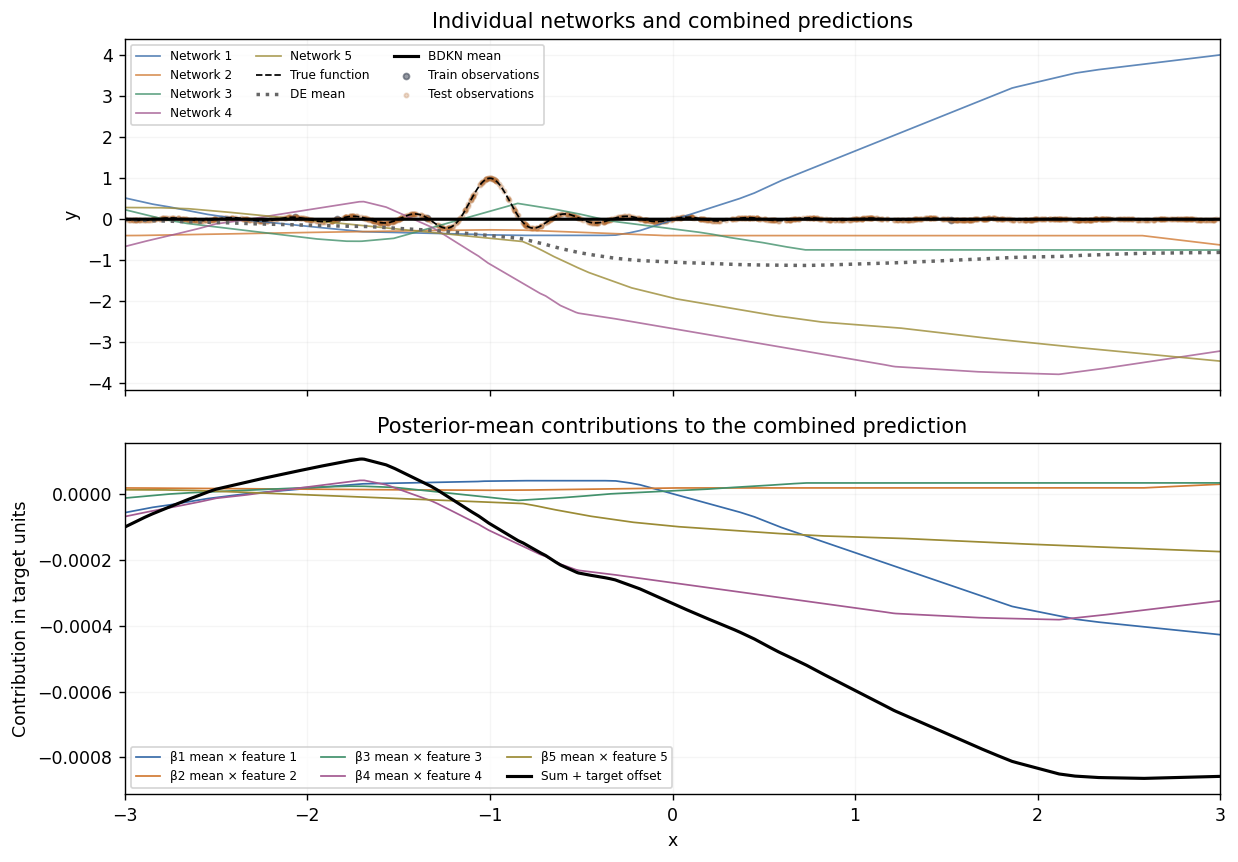 Individual networks and combined predictions
4
3
2
1
0
−1
−2
−3
−4
y
Network 1
Network 2
Network 3
Network 4
Network 5
True function
DE mean
BDKN mean
Train observations
Test observations
Posterior-mean contributions to the combined prediction
0.0000
−0.0002
−0.0004
−0.0006
−0.0008
Contribution in target units
β1 mean × feature 1
β2 mean × feature 2
β3 mean × feature 3
β4 mean × feature 4
β5 mean × feature 5
Sum + target offset
−3
−2
−1
0
1
2
3
x